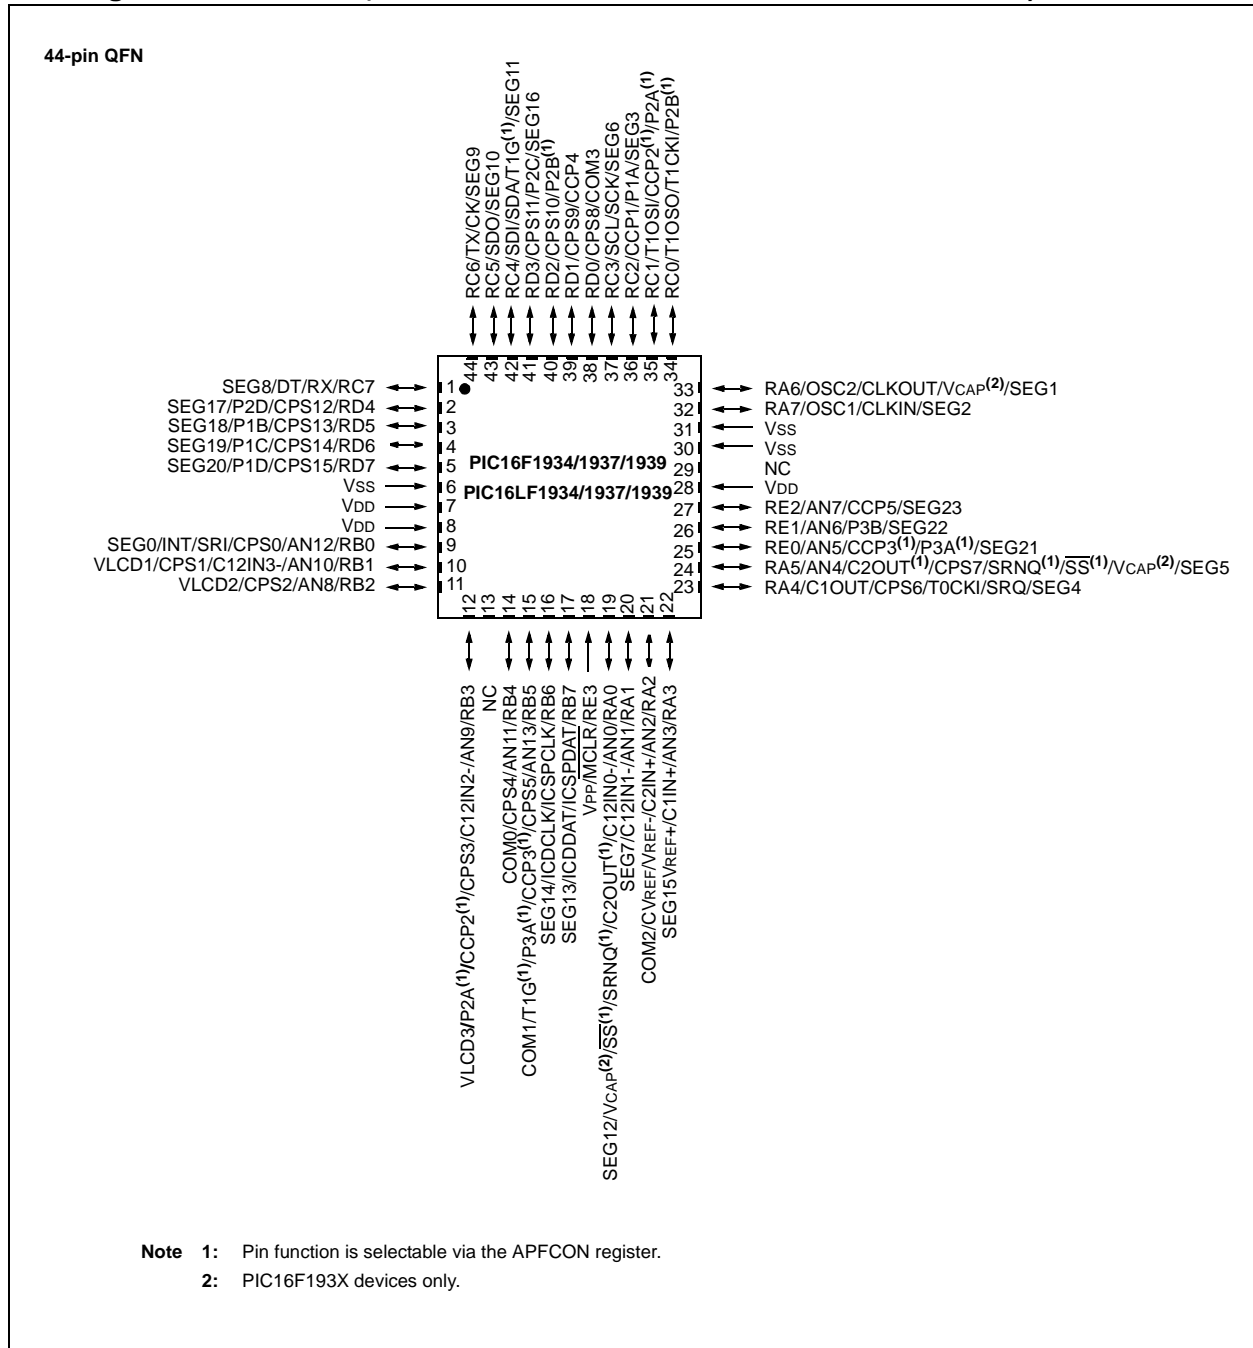 44-pin QFN
RC6/TX/CK/SEG9
RC5/SDO/SEG10
RC4/SDI/SDA/T1G(1)/SEG11
RD3/CPS11/P2C/SEG16
RD2/CPS10/P2B(1)
RD1/CPS9/CCP4
RD0/CPS8/COM3
RC3/SCL/SCK/SEG6
RC2/CCP1/P1A/SEG3
RC1/T1OSI/CCP2(1)/P2A(1)
RC0/T1OSO/T1CKI/P2B(1)
44
43
42
41
40
39
38
37
36
35
34
SEG8/DT/RX/RC7 1
SEG17/P2D/CPS12/RD4 2
SEG18/P1B/CPS13/RD5 3
SEG19/P1C/CPS14/RD6 4
SEG20/P1D/CPS15/RD7 5
VSS 6
VDD 7
VDD 8
SEG0/INT/SRI/CPS0/AN12/RB0 9
VLCD1/CPS1/C12IN3-/AN10/RB1 10
VLCD2/CPS2/AN8/RB2 11
PIC16F1934/1937/1939
PIC16LF1934/1937/1939
33 RA6/OSC2/CLKOUT/VCAP(2)/SEG1
32 RA7/OSC1/CLKIN/SEG2
31 VSS
30 VSS
29 NC
28 VDD
27 RE2/AN7/CCP5/SEG23
26 RE1/AN6/P3B/SEG22
25 RE0/AN5/CCP3(1)/P3A(1)/SEG21
24 RA5/AN4/C2OUT(1)/CPS7/SRNQ(1)/SS(1)/VCAP(2)/SEG5
23 RA4/C1OUT/CPS6/T0CKI/SRQ/SEG4
12
13
14
15
16
17
18
19
20
21
22
VLCD3/P2A(1)/CCP2(1)/CPS3/C12IN2-/AN9/RB3
NC
COM0/CPS4/AN11/RB4
COM1/T1G(1)/P3A(1)/CCP3(1)/CPS5/AN13/RB5
SEG14/ICDCLK/ICSPCLK/RB6
SEG13/ICDDAT/ICSPDAT/RB7
VPP/MCLR/RE3
SEG12/VCAP(2)/SS(1)/SRNQ(1)/C2OUT(1)/C12IN0-/AN0/RA0
SEG7/C12IN1-/AN1/RA1
COM2/CVREF/VREF-/C2IN+/AN2/RA2
SEG15VREF+/C1IN+/AN3/RA3
Note 1: Pin function is selectable via the APFCON register.
2: PIC16F193X devices only.